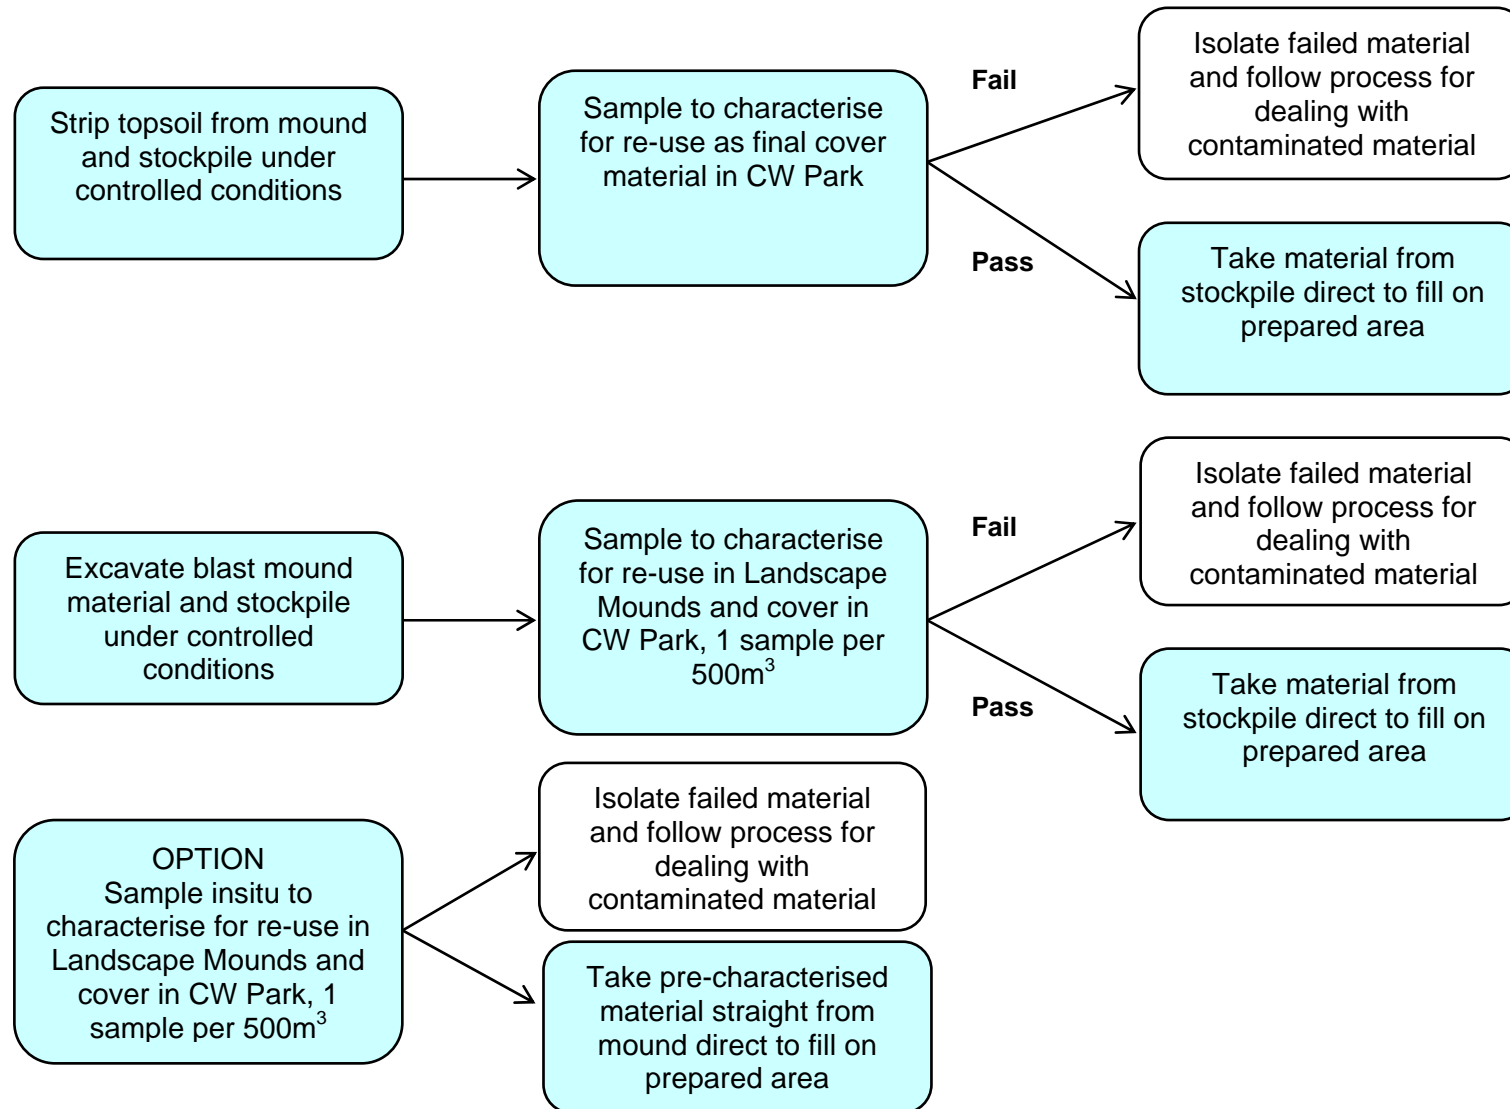 Strip topsoil from mound
and stockpile under
controlled conditions
Sample to characterise
for re-use as final cover
material in CW Park
Fail
Pass
Isolate failed material
and follow process for
dealing with
contaminated material
Take material from
stockpile direct to fill on
prepared area
Excavate blast mound
material and stockpile
under controlled
conditions
Sample to characterise
for re-use in Landscape
Mounds and cover in
CW Park, 1 sample per
500m³
Fail
Pass
Isolate failed material
and follow process for
dealing with
contaminated material
Take material from
stockpile direct to fill on
prepared area
OPTION
Sample insitu to
characterise for re-use in
Landscape Mounds and
cover in CW Park, 1
sample per 500m³
Isolate failed material
and follow process for
dealing with
contaminated material
Take pre-characterised
material straight from
mound direct to fill on
prepared area